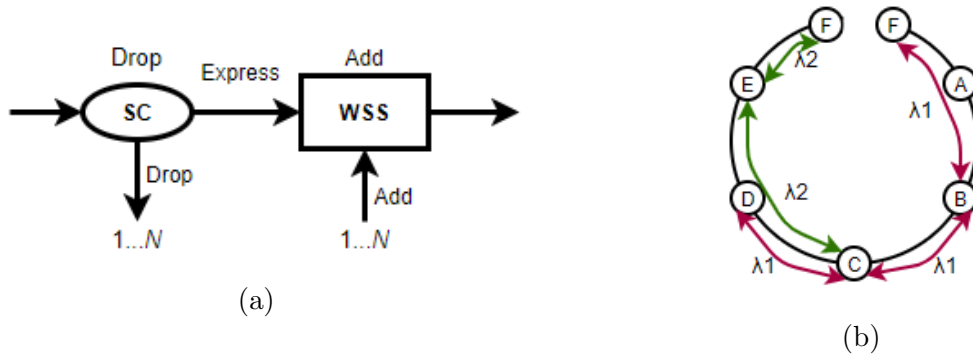 Drop
Express
Add
SC
WSS
Drop
Add
1...N
1...N
(a)
F
F
λ2
E
A
λ1
λ2
D
B
λ1
C
λ1
(b)